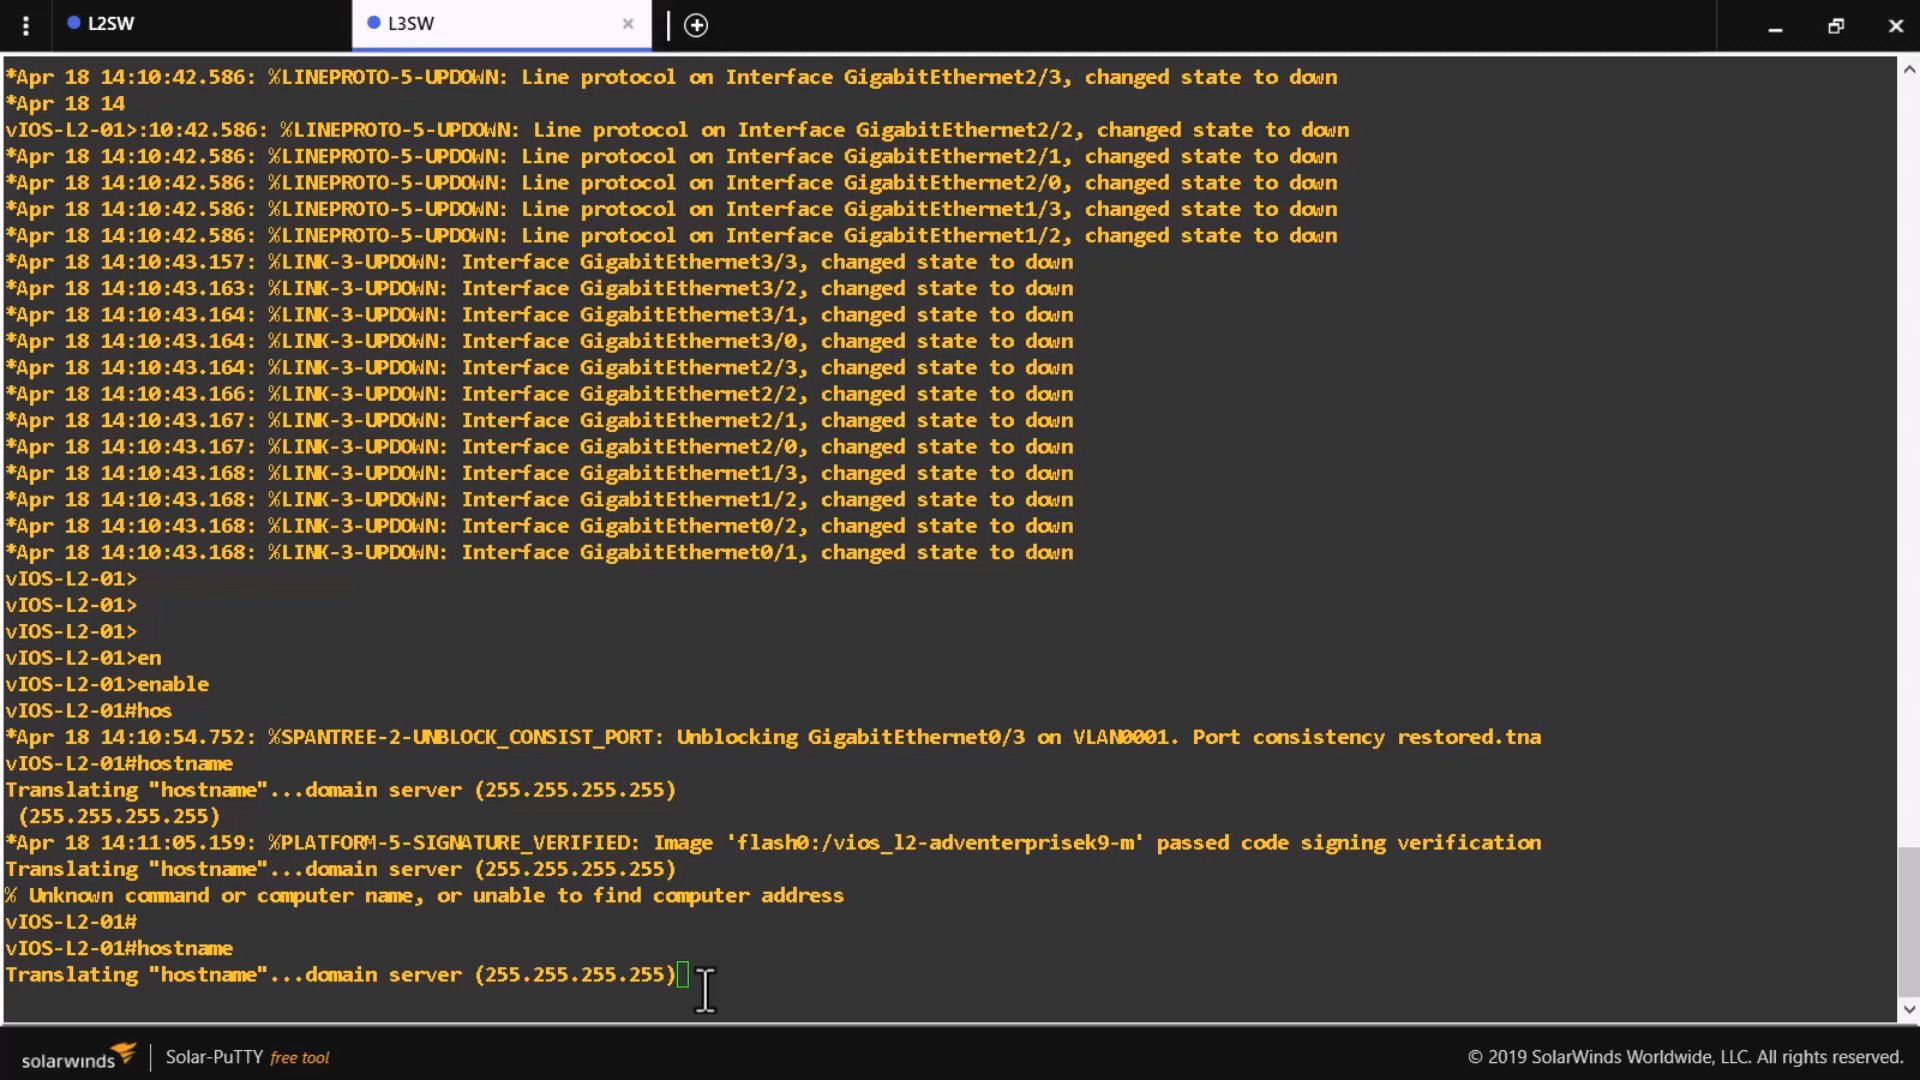 L2SW
L3SW
*Apr 18 14:10:42.586: %LINEPROTO-5-UPDOWN: Line protocol on Interface GigabitEthernet2/3, changed state to down
*Apr 18 14
vIOS-L2-01>:10:42.586: %LINEPROTO-5-UPDOWN: Line protocol on Interface GigabitEthernet2/2, changed state to down
*Apr 18 14:10:42.586: %LINEPROTO-5-UPDOWN: Line protocol on Interface GigabitEthernet2/1, changed state to down
*Apr 18 14:10:42.586: %LINEPROTO-5-UPDOWN: Line protocol on Interface GigabitEthernet2/0, changed state to down
*Apr 18 14:10:42.586: %LINEPROTO-5-UPDOWN: Line protocol on Interface GigabitEthernet1/3, changed state to down
*Apr 18 14:10:42.586: %LINEPROTO-5-UPDOWN: Line protocol on Interface GigabitEthernet1/2, changed state to down
*Apr 18 14:10:43.157: %LINK-3-UPDOWN: Interface GigabitEthernet3/3, changed state to down
*Apr 18 14:10:43.163: %LINK-3-UPDOWN: Interface GigabitEthernet3/2, changed state to down
*Apr 18 14:10:43.164: %LINK-3-UPDOWN: Interface GigabitEthernet3/1, changed state to down
*Apr 18 14:10:43.164: %LINK-3-UPDOWN: Interface GigabitEthernet3/0, changed state to down
*Apr 18 14:10:43.164: %LINK-3-UPDOWN: Interface GigabitEthernet2/3, changed state to down
*Apr 18 14:10:43.166: %LINK-3-UPDOWN: Interface GigabitEthernet2/2, changed state to down
*Apr 18 14:10:43.167: %LINK-3-UPDOWN: Interface GigabitEthernet2/1, changed state to down
*Apr 18 14:10:43.167: %LINK-3-UPDOWN: Interface GigabitEthernet2/0, changed state to down
*Apr 18 14:10:43.168: %LINK-3-UPDOWN: Interface GigabitEthernet1/3, changed state to down
*Apr 18 14:10:43.168: %LINK-3-UPDOWN: Interface GigabitEthernet1/2, changed state to down
*Apr 18 14:10:43.168: %LINK-3-UPDOWN: Interface GigabitEthernet0/2, changed state to down
*Apr 18 14:10:43.168: %LINK-3-UPDOWN: Interface GigabitEthernet0/1, changed state to down
vIOS-L2-01>
vIOS-L2-01>
vIOS-L2-01>
vIOS-L2-01>en
vIOS-L2-01>enable
vIOS-L2-01#hos
*Apr 18 14:10:54.752: %SPANTREE-2-UNBLOCK_CONSIST_PORT: Unblocking GigabitEthernet0/3 on VLAN0001. Port consistency restored.tna
vIOS-L2-01#hostname
Translating "hostname"...domain server (255.255.255.255)
 (255.255.255.255)
*Apr 18 14:11:05.159: %PLATFORM-5-SIGNATURE_VERIFIED: Image 'flash0:/vios_l2-adventerprisek9-m' passed code signing verification
Translating "hostname"...domain server (255.255.255.255)
% Unknown command or computer name, or unable to find computer address
vIOS-L2-01#
vIOS-L2-01#hostname
Translating "hostname"...domain server (255.255.255.255)
solarwinds | Solar-PuTTY free tool
© 2019 SolarWinds Worldwide, LLC. All rights reserved.